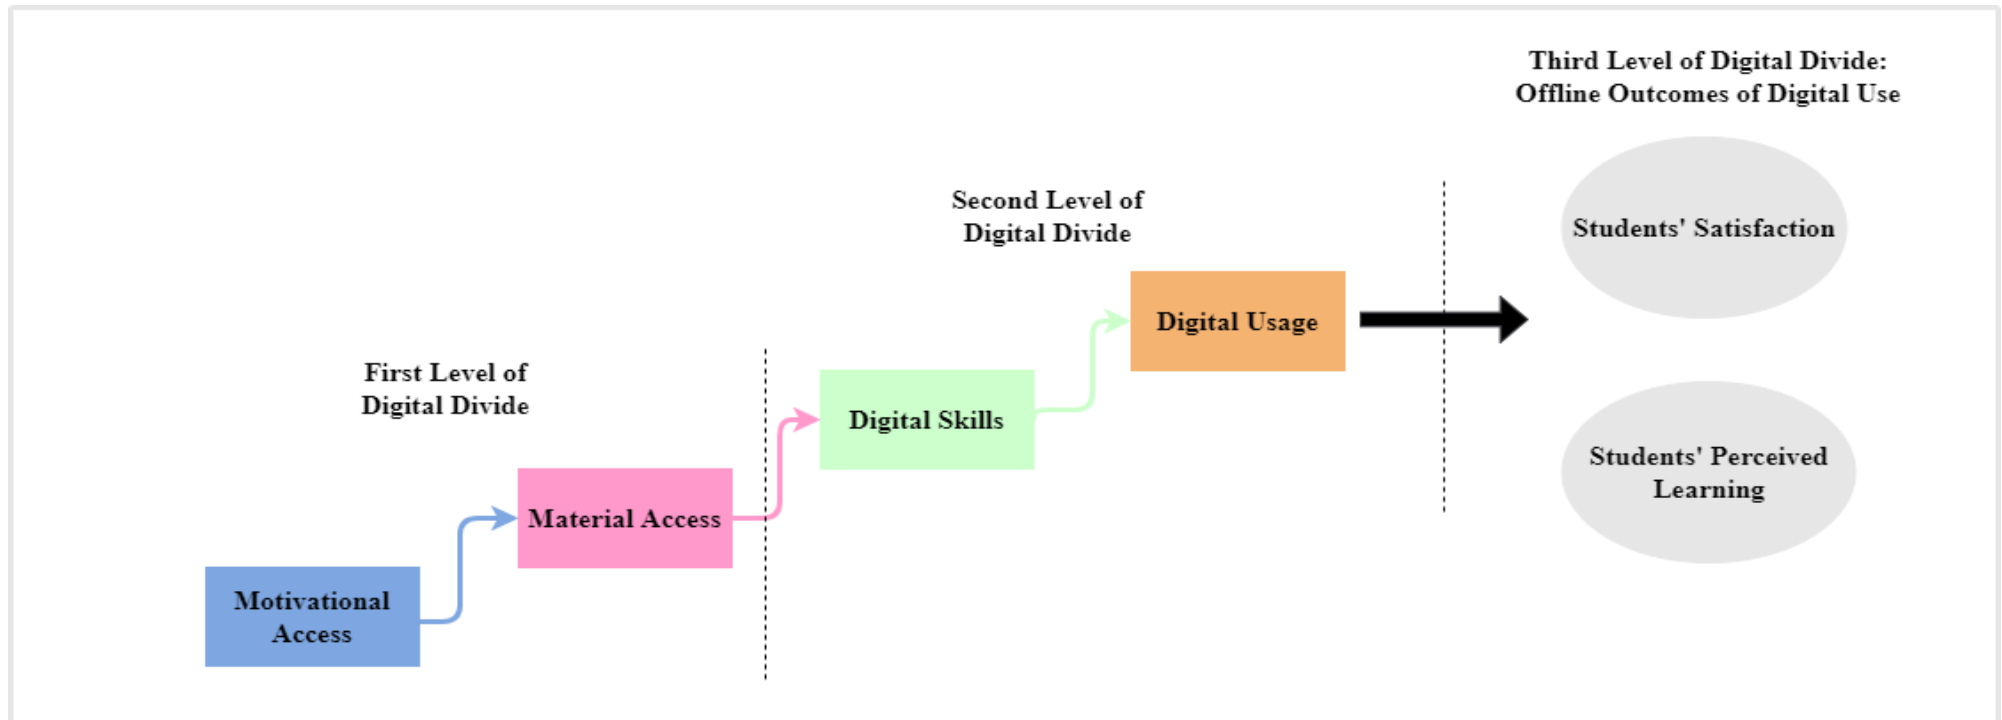 Third Level of Digital Divide:
Offline Outcomes of Digital Use
Students' Satisfaction
Second Level of
Digital Divide
Digital Usage
First Level of
Digital Divide
Digital Skills
Students' Perceived
Learning
Material Access
Motivational
Access